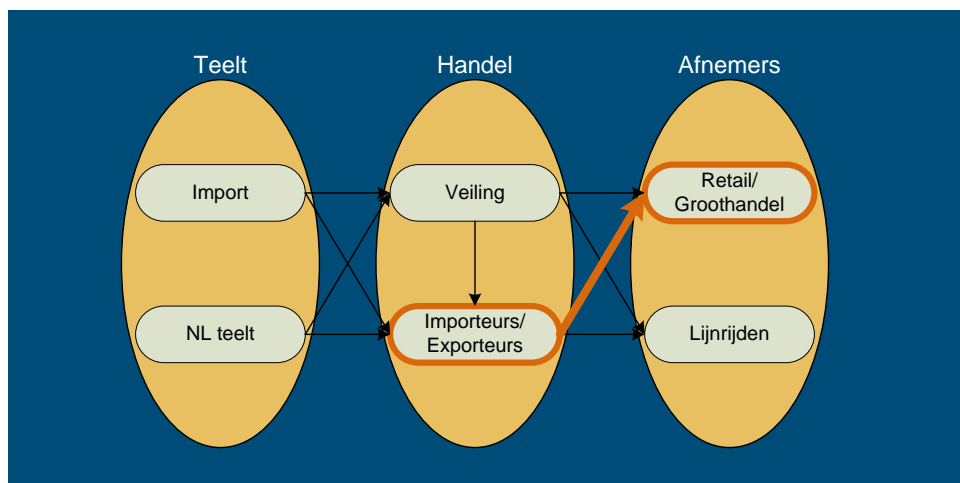 Teelt
Handel
Afnemers
Import
Veiling
Retail/
Groothandel
NL teelt
Importeurs/
Exporteurs
Lijnrijden